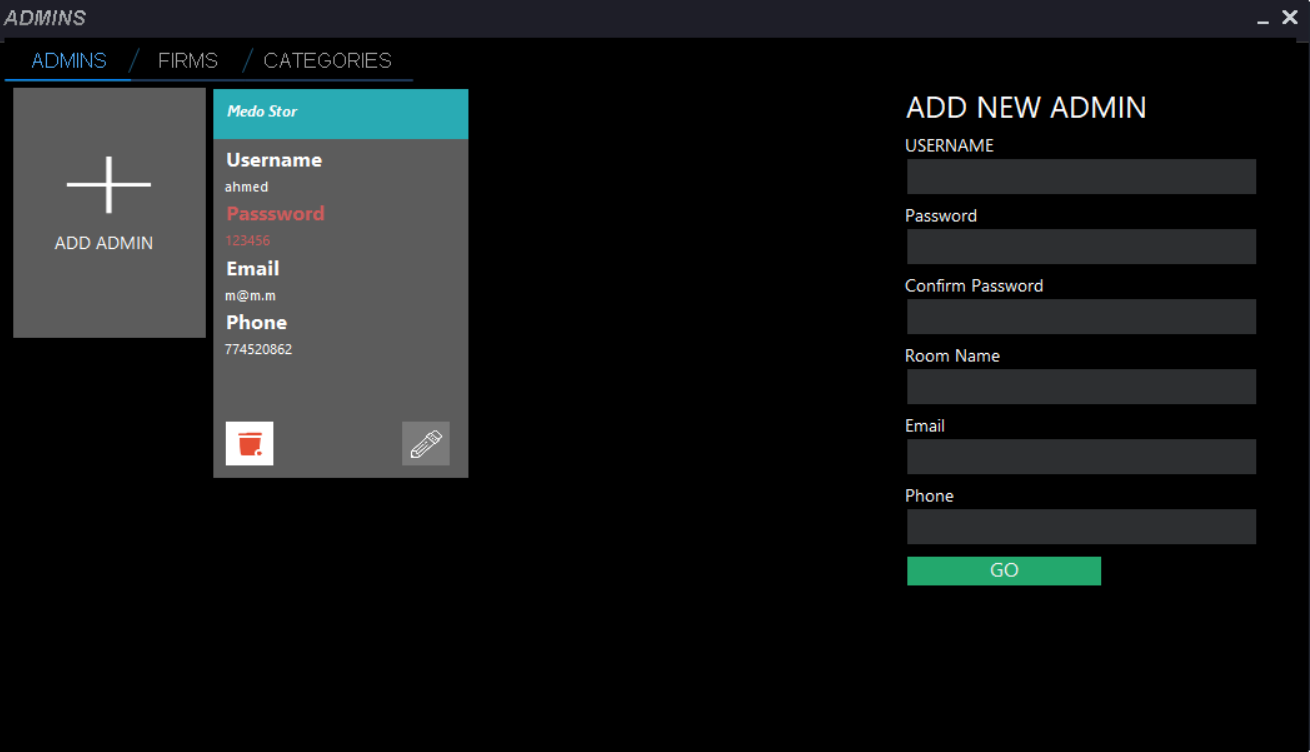 ADMINS
ADMINS / FIRMS / CATEGORIES
ADD ADMIN
Medo Stor
Username
ahmed
Passsword
123456
Email
m@m.m
Phone
774520862
ADD NEW ADMIN
USERNAME
Password
Confirm Password
Room Name
Email
Phone
GO